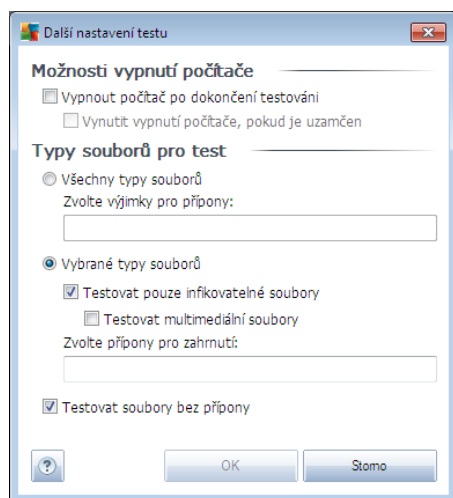 Další nastavení testu
Možnosti vypnutí počítače
Vypnout počítač po dokončení testováni
Vynutit vypnutí počítače, pokud je uzamčen
Typy souborů pro test
Všechny typy souborů
Zvolte výjimky pro přípony:
Vybrané typy souborů
Testovat pouze infikovatelné soubory
Testovat multimediální soubory
Zvolte přípony pro zahrnutí:
Testovat soubory bez přípony
? OK Storno